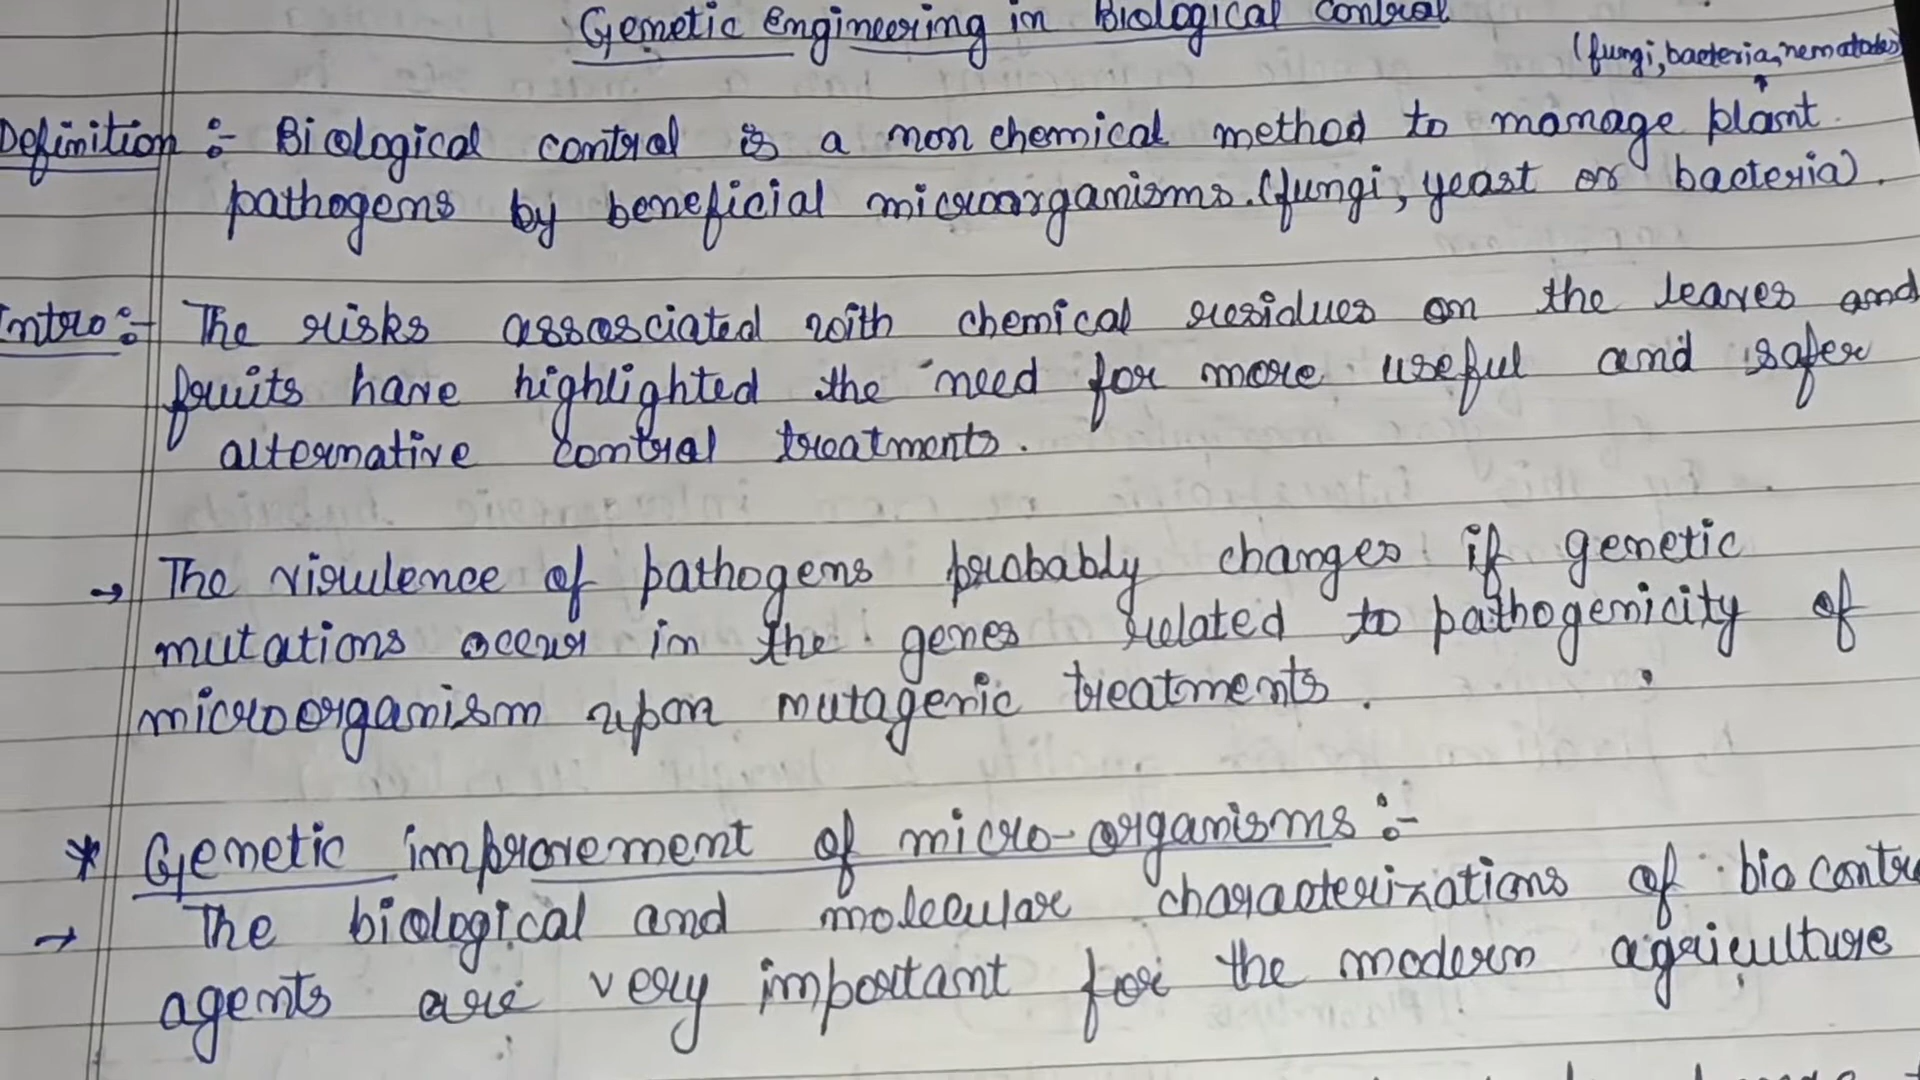 Genetic engineering in Biological control
(fungi, bacteria, nematodes)
Definition :- Biological control is a non chemical method to manage plant
pathogens by beneficial microorganisms. (fungi, yeast or bacteria).
Intro :- The risks assosciated with chemical residues on the leaves and
fruits have highlighted the need for more useful and safer
alternative control treatments.
→ The virulence of pathogens probably changes if genetic
mutations occur in the genes related to pathogenicity of
microorganism upon mutagenic treatments.
* Genetic improvement of micro-organisms :-
→ The biological and molecular characterizations of bio contro
agents are very important for the modern agriculture